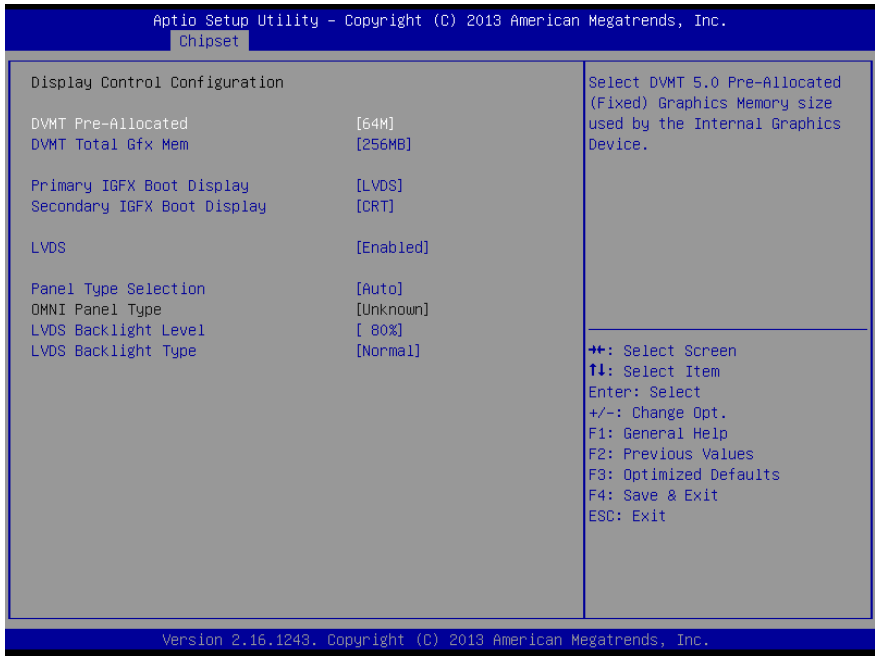 Aptio Setup Utility – Copyright (C) 2013 American Megatrends, Inc.
Chipset
Display Control Configuration
DVMT Pre-Allocated [64M]
DVMT Total Gfx Mem [256MB]
Primary IGFX Boot Display [LVDS]
Secondary IGFX Boot Display [CRT]
LVDS [Enabled]
Panel Type Selection [Auto]
OMNI Panel Type [Unknown]
LVDS Backlight Level [ 80%]
LVDS Backlight Type [Normal]
Select DVMT 5.0 Pre-Allocated
(Fixed) Graphics Memory size
used by the Internal Graphics
Device.
→←: Select Screen
↑↓: Select Item
Enter: Select
+/-: Change Opt.
F1: General Help
F2: Previous Values
F3: Optimized Defaults
F4: Save & Exit
ESC: Exit
Version 2.16.1243. Copyright (C) 2013 American Megatrends, Inc.